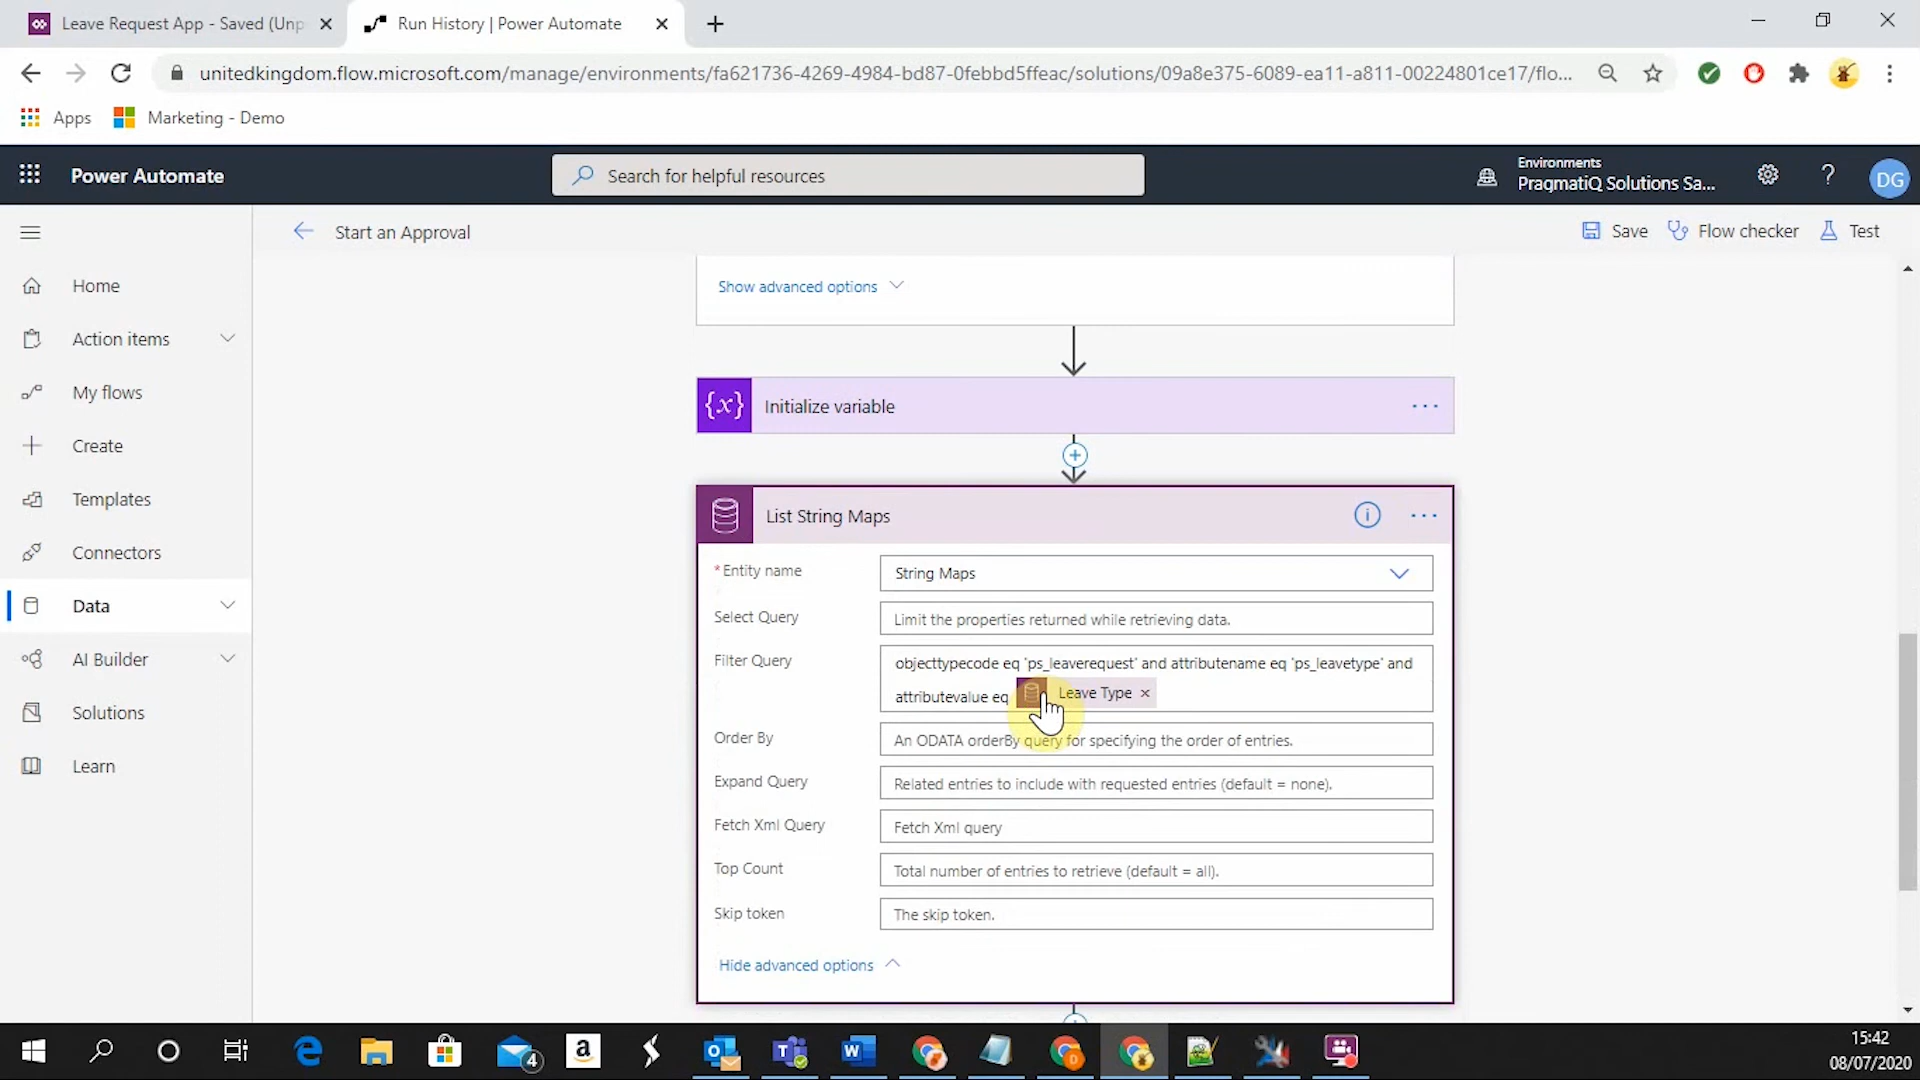 Leave Request App - Saved (Unp
Run History | Power Automate
unitedkingdom.flow.microsoft.com/manage/environments/fa621736-4269-4984-bd87-0febbd5ffeac/solutions/09a8e375-6089-ea11-a811-00224801ce17/flo...
Apps
Marketing - Demo
Power Automate
Search for helpful resources
Environments
PragmatiQ Solutions Sa...
DG
Start an Approval
Save
Flow checker
Test
Home
Action items
My flows
Create
Templates
Connectors
Data
AI Builder
Solutions
Learn
Show advanced options
{x}
Initialize variable
List String Maps
* Entity name
String Maps
Select Query
Limit the properties returned while retrieving data.
Filter Query
objecttypecode eq 'ps_leaverequest' and attributename eq 'ps_leavetype' and
attributevalue eq Leave Type ×
Order By
An ODATA orderBy query for specifying the order of entries.
Expand Query
Related entries to include with requested entries (default = none).
Fetch Xml Query
Fetch Xml query
Top Count
Total number of entries to retrieve (default = all).
Skip token
The skip token.
Hide advanced options
4
15:42
08/07/2020